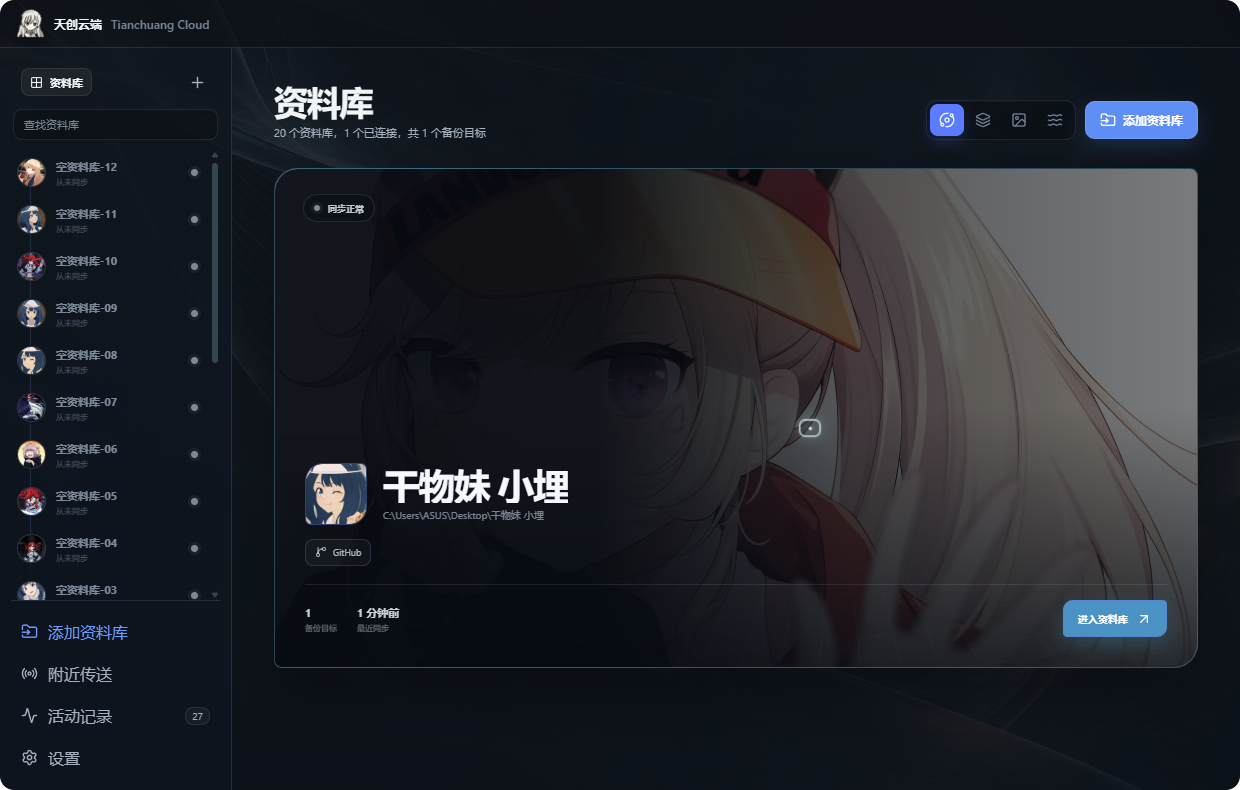 天创云端 Tianchuang Cloud
资料库
查找资料库
空资料库-12
从未同步
空资料库-11
从未同步
空资料库-10
从未同步
空资料库-09
从未同步
空资料库-08
从未同步
空资料库-07
从未同步
空资料库-06
从未同步
空资料库-05
从未同步
空资料库-04
从未同步
空资料库-03
添加资料库
附近传送
活动记录 27
设置
资料库
20 个资料库，1 个已连接，共 1 个备份目标
添加资料库
同步正常
干物妹 小埋
C:\Users\ASUS\Desktop\干物妹 小埋
GitHub
1
备份目标
1 分钟前
最近同步
进入资料库